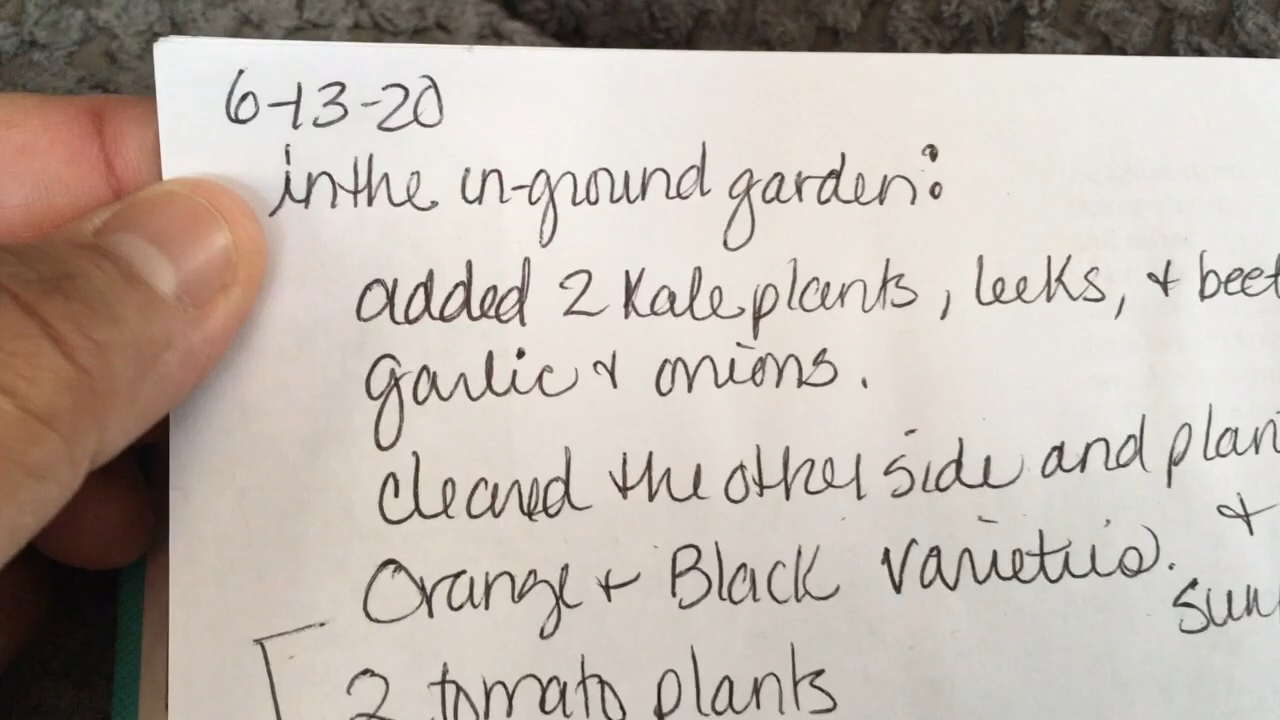 6-13-20
in the in-ground garden:
added 2 Kale plants, leeks, & beet
garlic & onions.
cleared the other side and plan
&
Orange & Black varieties.
sun
2 tomato plants